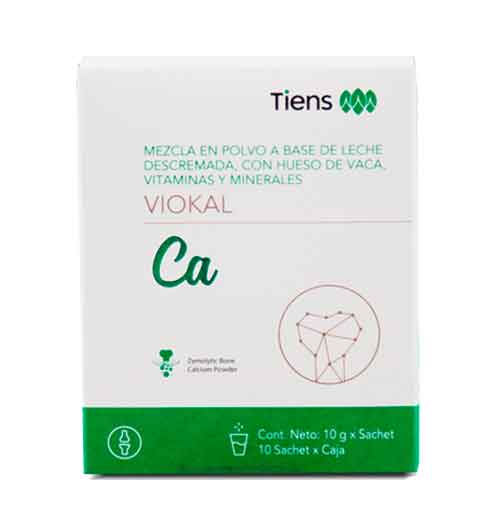 Tiens
MEZCLA EN POLVO A BASE DE LECHE
DESCREMADA, CON HUESO DE VACA,
VITAMINAS Y MINERALES
VIOKAL
Ca
Zymolytic Bone
Calcium Powder
Cont. Neto: 10 g x Sachet
10 Sachet x Caja